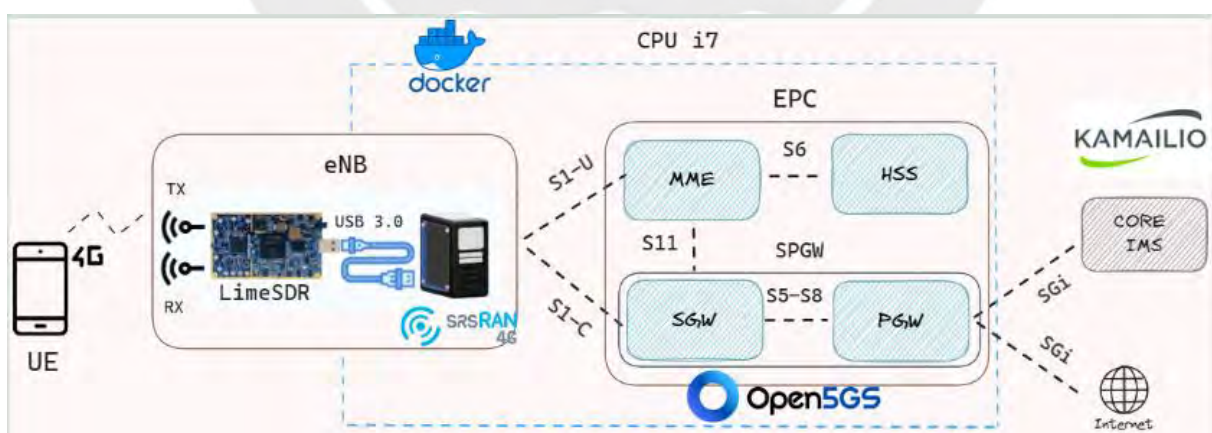 CPU i7
docker
EPC
KAMAILIO
eNB
S1-U
MME
S6
HSS
TX
USB 3.0
S11
SPGW
CORE
IMS
4G
LimeSDR
SGi
RX
SRSRAN
4G
S1-C
SGW
S5-S8
PGW
SGi
UE
Open5GS
Internet